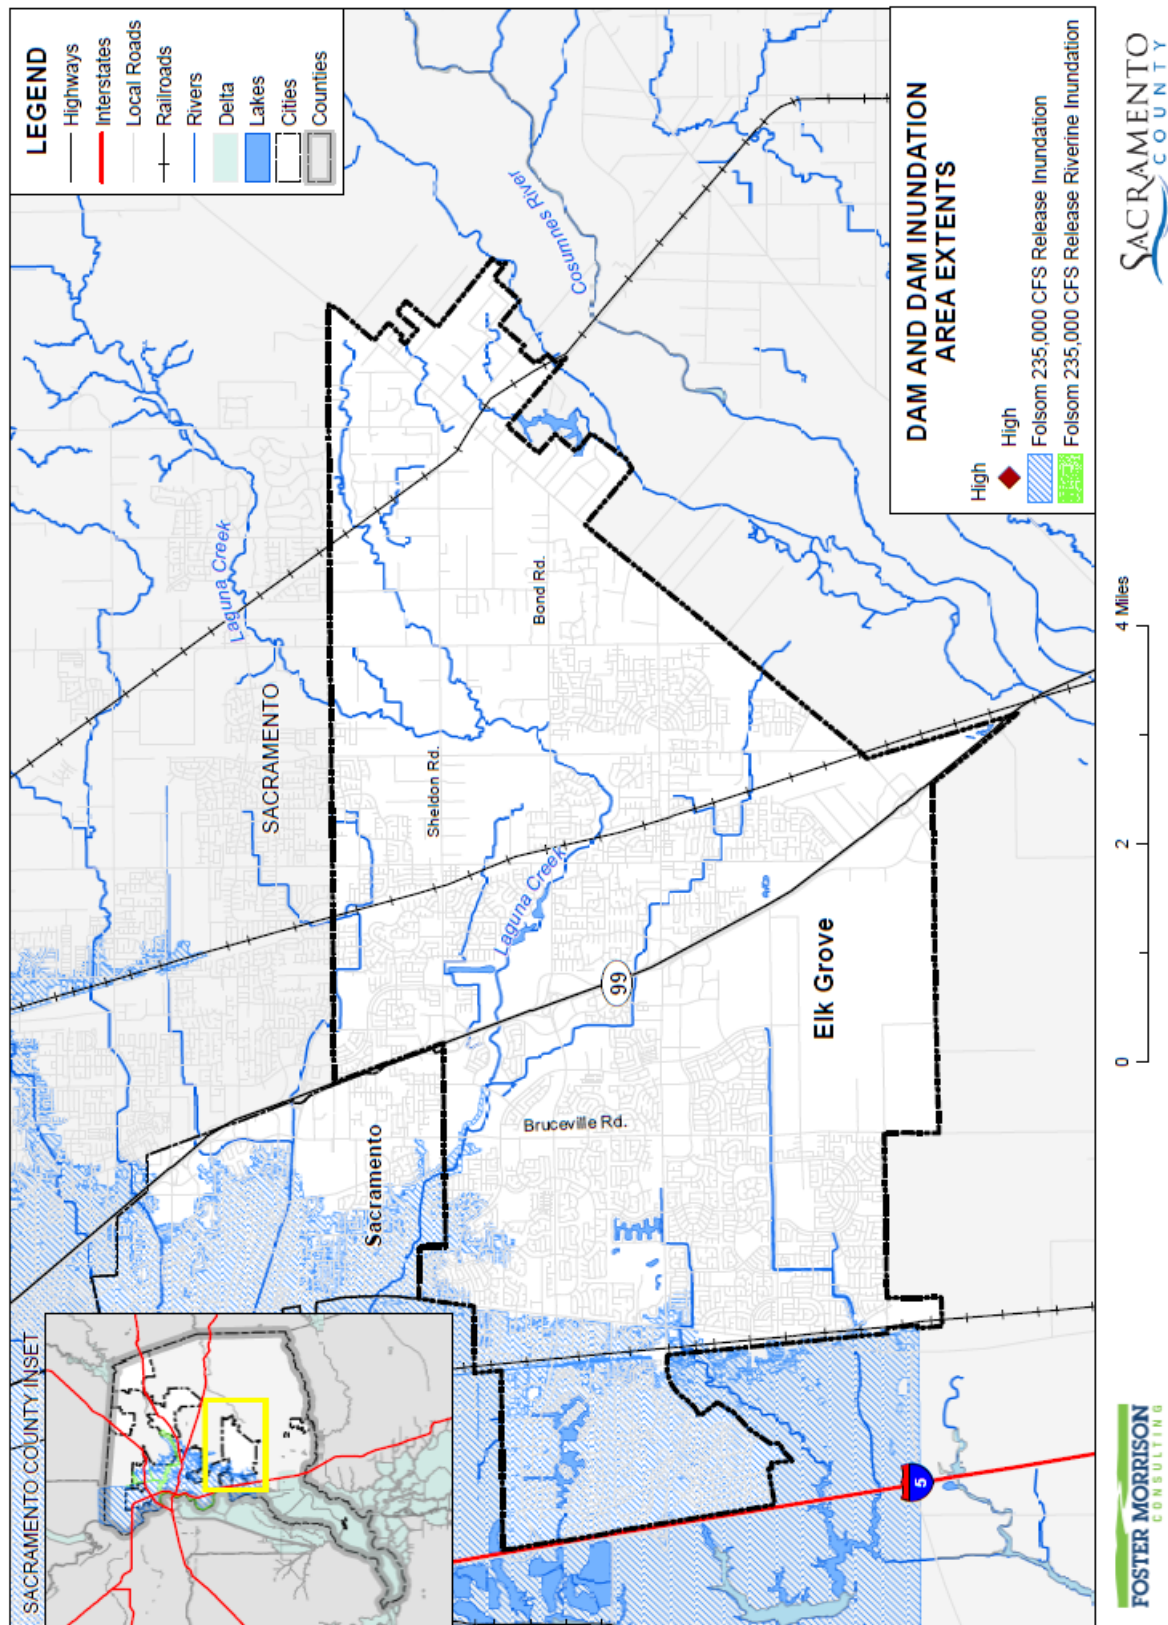 SACRAMENTO COUNTY INSET
LEGEND
Highways
Interstates
Local Roads
Railroads
Rivers
Delta
Lakes
Cities
Counties
Laguna Creek
SACRAMENTO
Sacramento
Sheldon Rd.
Cosumnes River
Laguna Creek
Bond Rd.
Bruceville Rd.
99
Elk Grove
5
DAM AND DAM INUNDATION
AREA EXTENTS
High
High
Folsom 235,000 CFS Release Inundation
Folsom 235,000 CFS Release Riverine Inundation
FOSTER MORRISON
CONSULTING
0 2 4 Miles
SACRAMENTO
COUNTY